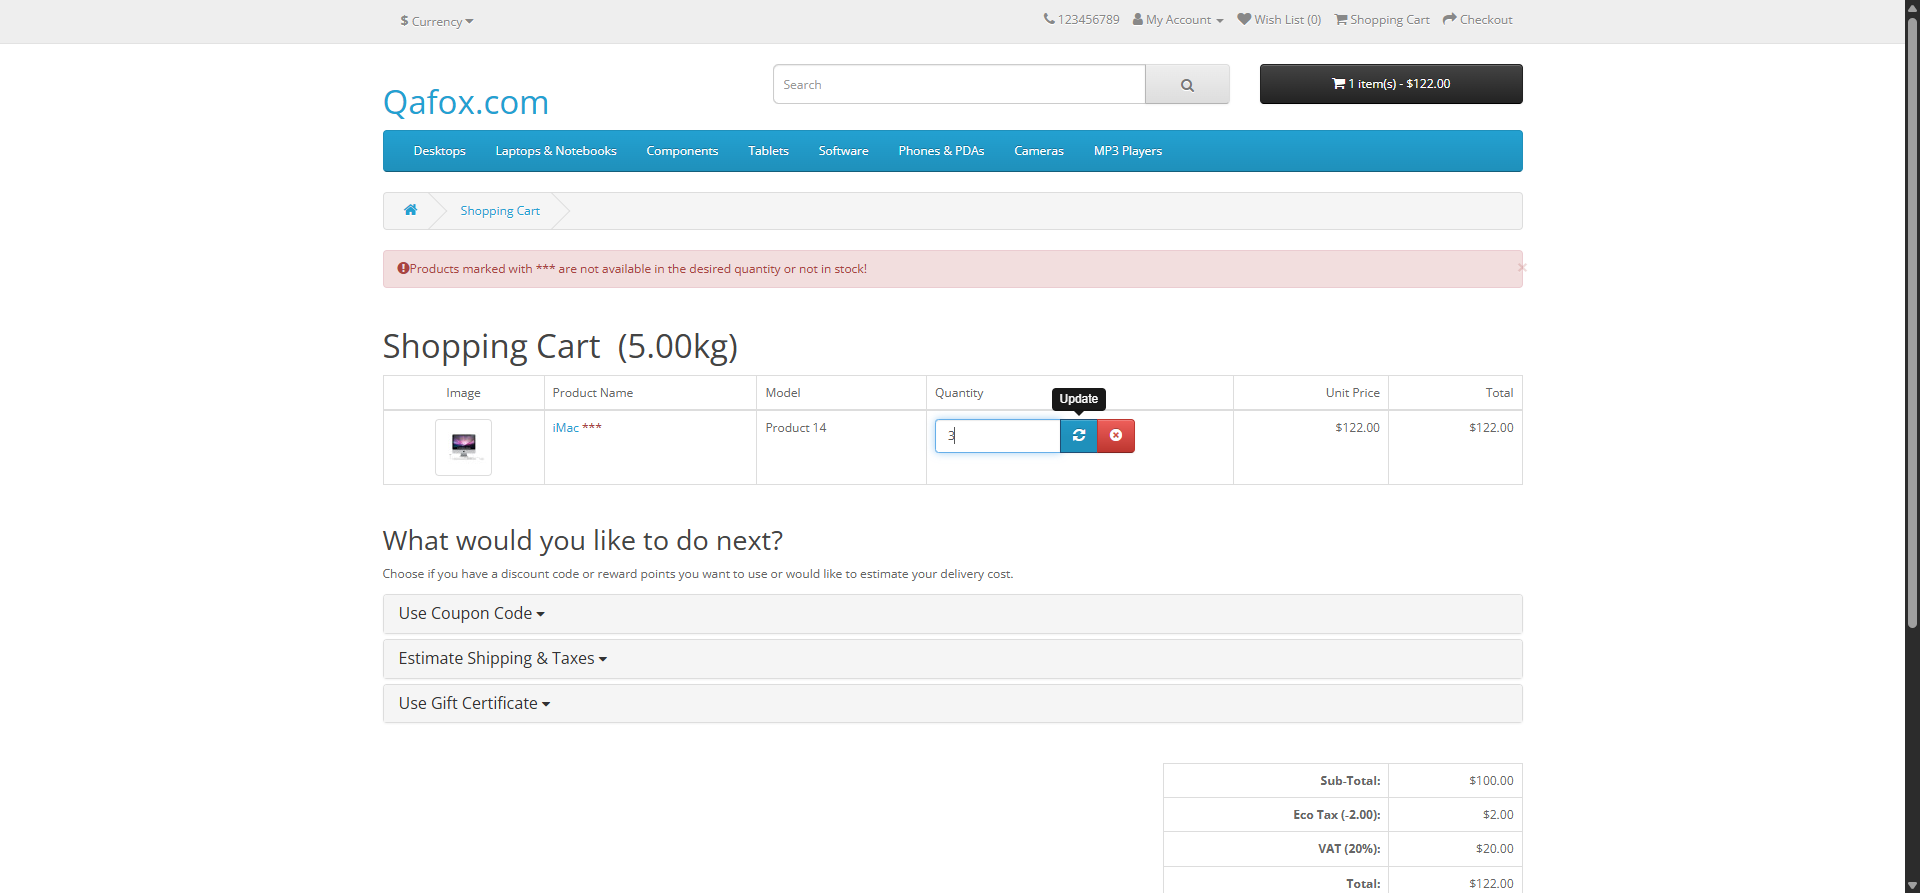 $ Currency
123456789 My Account Wish List (0) Shopping Cart Checkout
Qafox.com
Search
1 item(s) - $122.00
Desktops Laptops & Notebooks Components Tablets Software Phones & PDAs Cameras MP3 Players
Shopping Cart
Products marked with *** are not available in the desired quantity or not in stock!
×
Shopping Cart (5.00kg)
Image Product Name Model Quantity Unit Price Total
Update
iMac *** Product 14 3 $122.00 $122.00
What would you like to do next?
Choose if you have a discount code or reward points you want to use or would like to estimate your delivery cost.
Use Coupon Code
Estimate Shipping & Taxes
Use Gift Certificate
Sub-Total: $100.00
Eco Tax (-2.00): $2.00
VAT (20%): $20.00
Total: $122.00